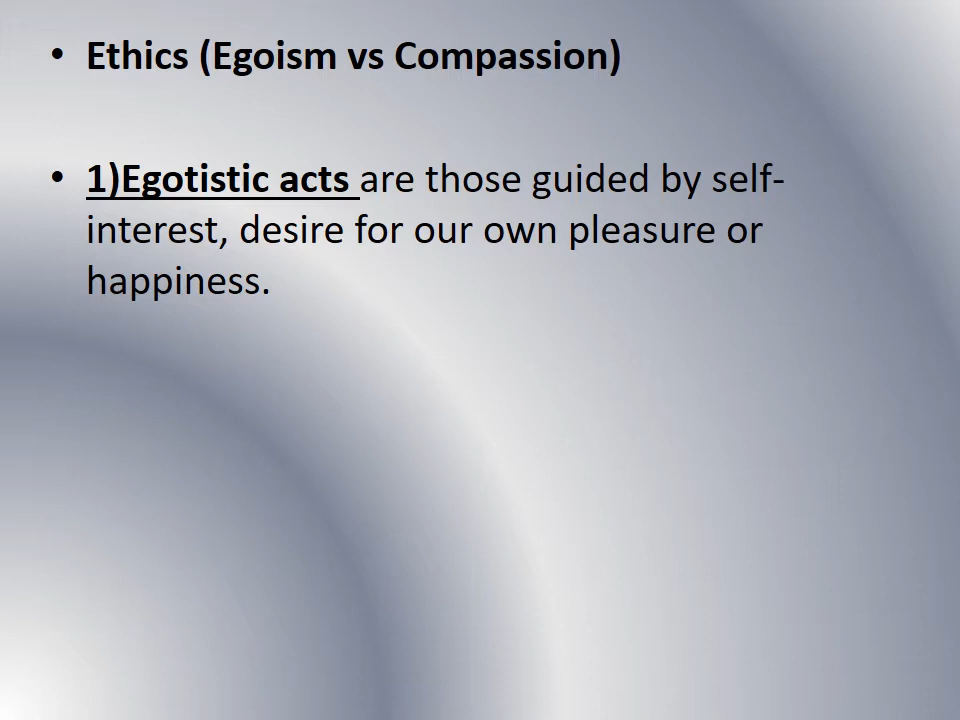 • Ethics (Egoism vs Compassion)
• 1)Egotistic acts are those guided by self-
interest, desire for our own pleasure or
happiness.